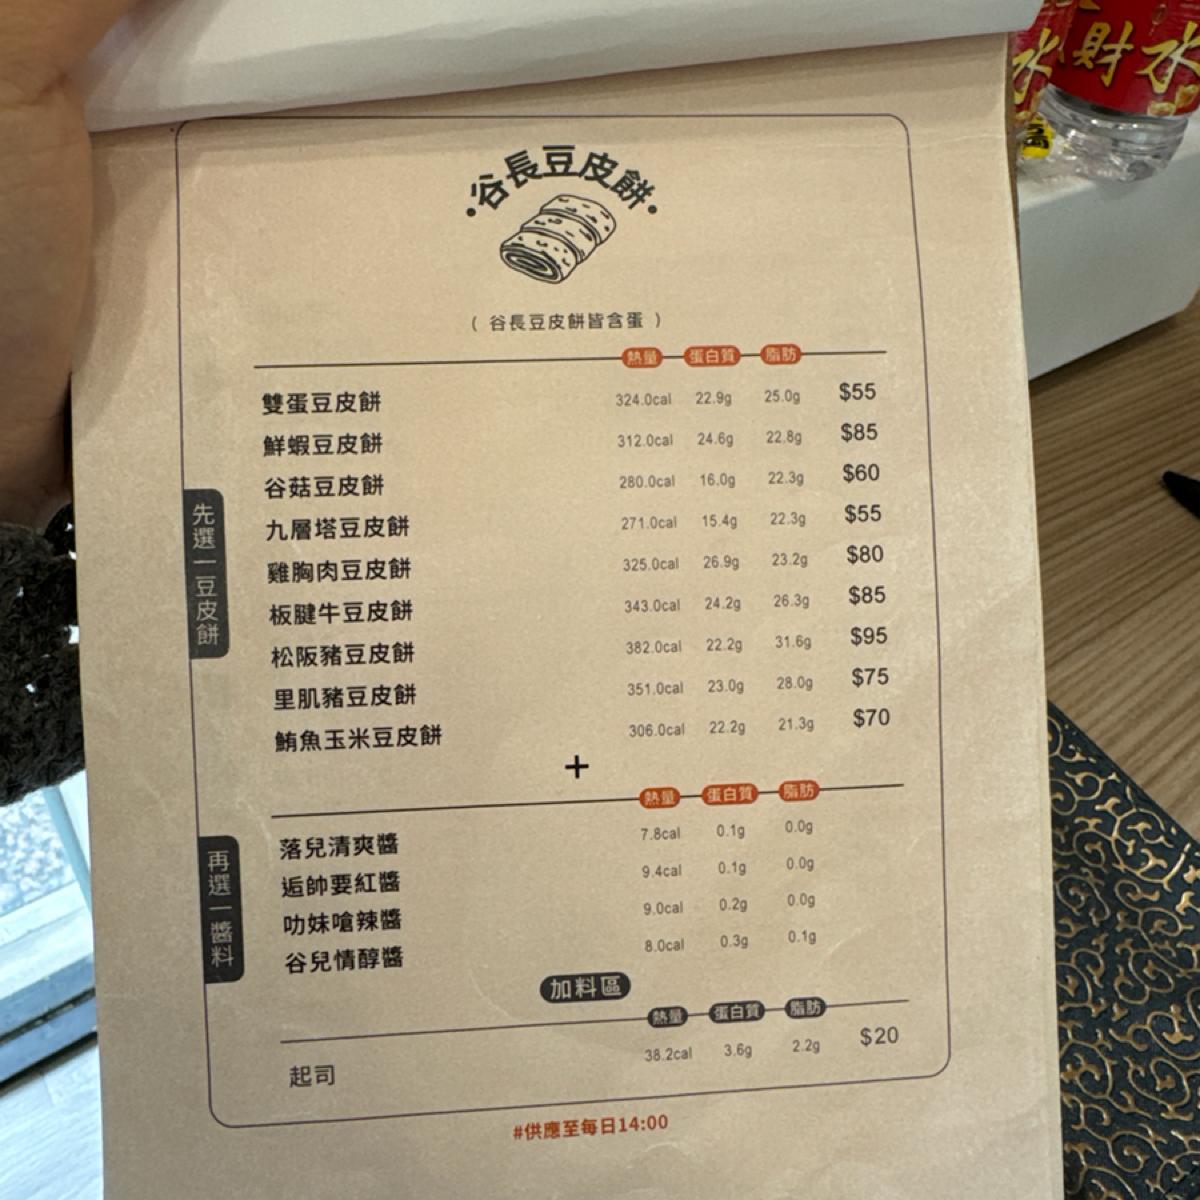 水 財 水
谷長豆皮餅
( 谷長豆皮餅皆含蛋 )
熱量 蛋白質 脂肪
先選一豆皮餅
雙蛋豆皮餅 324.0cal 22.9g 25.0g $55
鮮蝦豆皮餅 312.0cal 24.6g 22.8g $85
谷菇豆皮餅 280.0cal 16.0g 22.3g $60
九層塔豆皮餅 271.0cal 15.4g 22.3g $55
雞胸肉豆皮餅 325.0cal 26.9g 23.2g $80
板腱牛豆皮餅 343.0cal 24.2g 26.3g $85
松阪豬豆皮餅 382.0cal 22.2g 31.6g $95
里肌豬豆皮餅 351.0cal 23.0g 28.0g $75
鮪魚玉米豆皮餅 306.0cal 22.2g 21.3g $70
+
熱量 蛋白質 脂肪
再選一醬料
落兒清爽醬 7.8cal 0.1g 0.0g
逅帥要紅醬 9.4cal 0.1g 0.0g
叻妹嗆辣醬 9.0cal 0.2g 0.0g
谷兒情醇醬 8.0cal 0.3g 0.1g
加料區
熱量 蛋白質 脂肪
起司 38.2cal 3.6g 2.2g $20
#供應至每日14:00